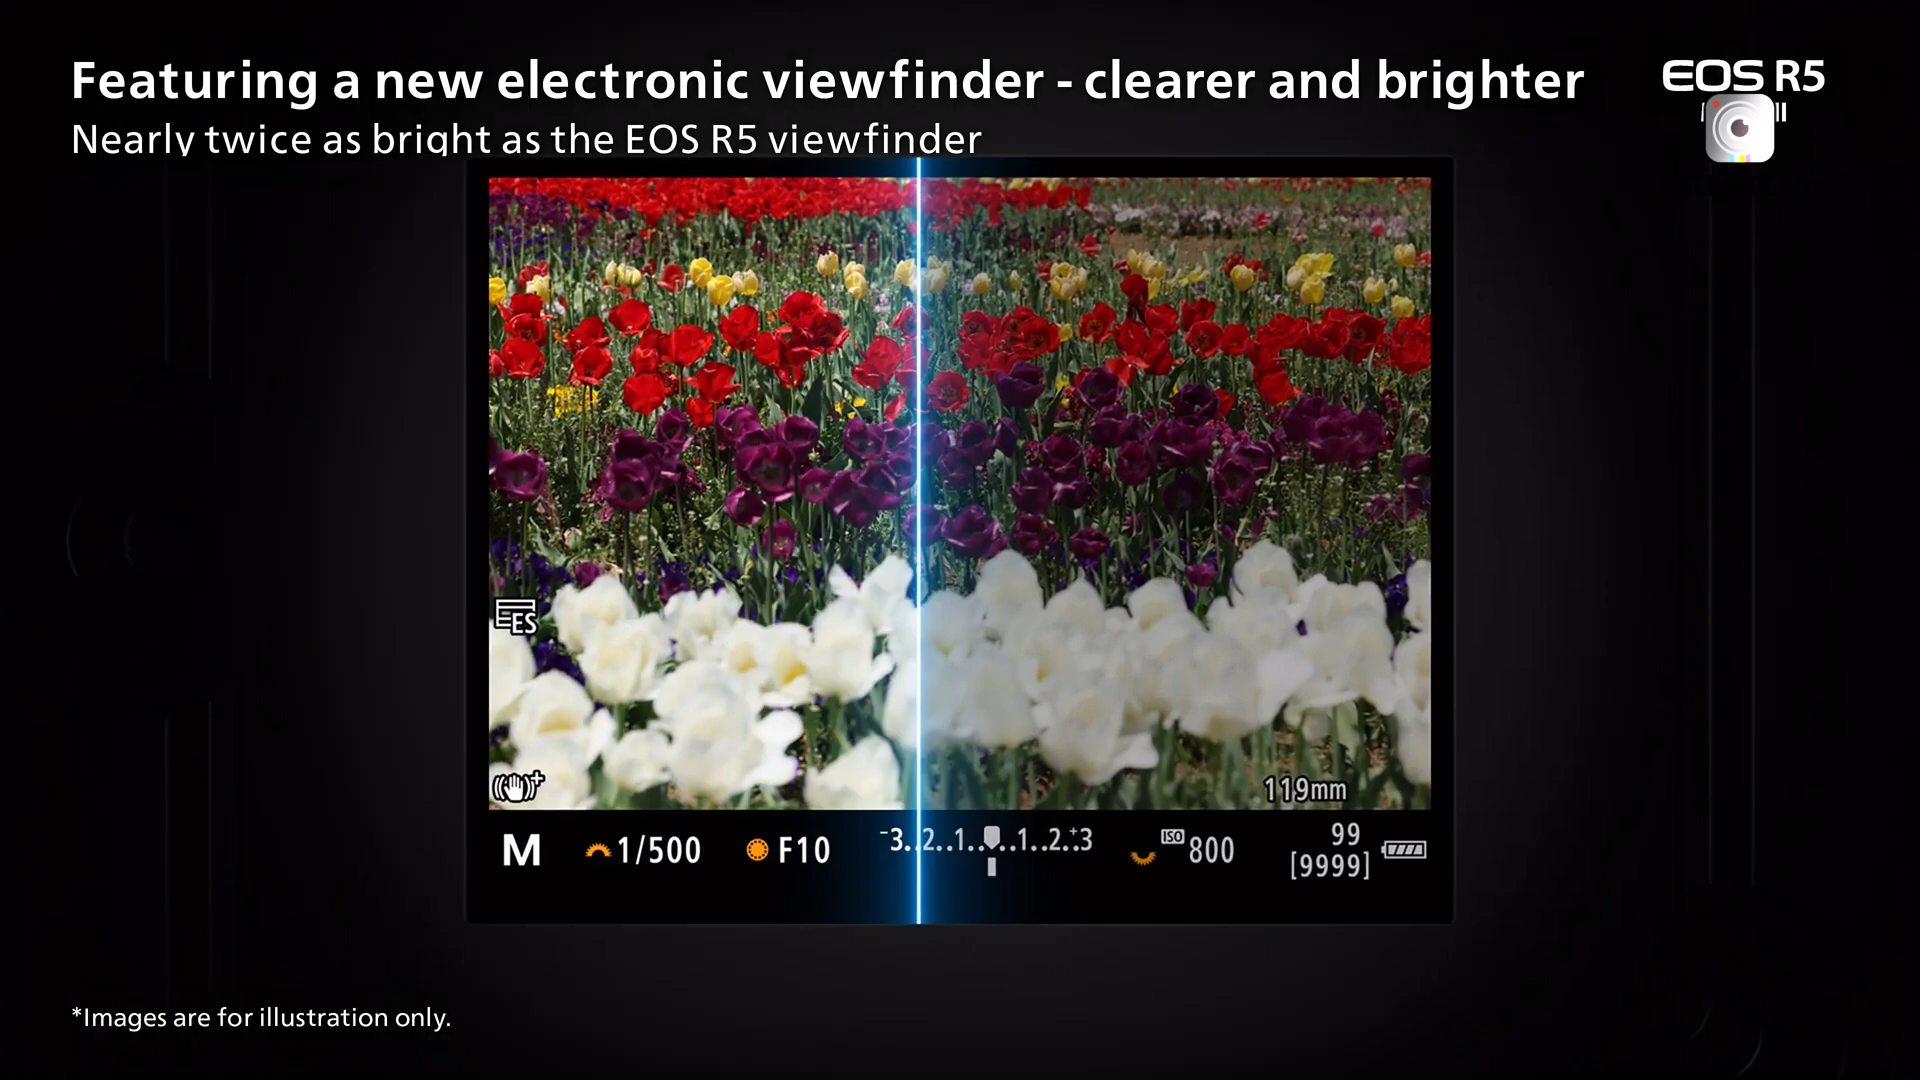 Featuring a new electronic viewfinder - clearer and brighter
Nearly twice as bright as the EOS R5 viewfinder
EOS R5
ES
119mm
M 1/500 F10 -3..2..1..0..1..2..+3 ISO 800 99
[9999]
*Images are for illustration only.